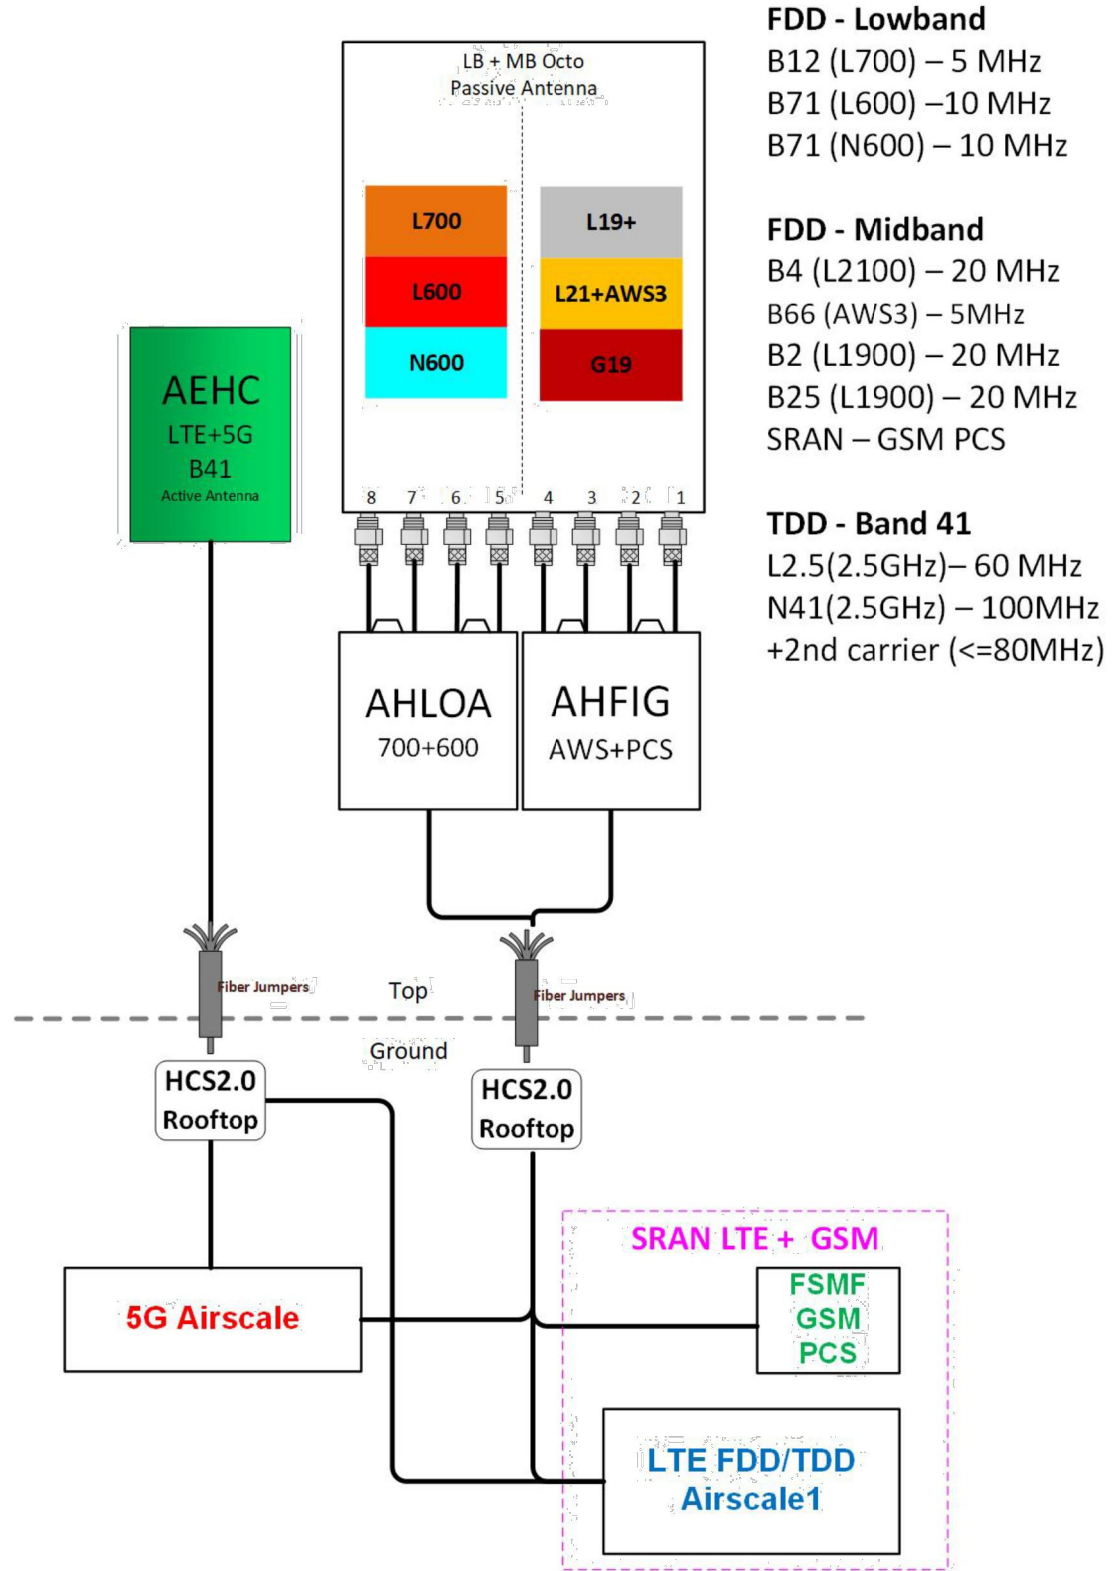 FDD - Lowband
B12 (L700) – 5 MHz
B71 (L600) –10 MHz
B71 (N600) – 10 MHz
FDD - Midband
B4 (L2100) – 20 MHz
B66 (AWS3) – 5MHz
B2 (L1900) – 20 MHz
B25 (L1900) – 20 MHz
SRAN – GSM PCS
TDD - Band 41
L2.5(2.5GHz)– 60 MHz
N41(2.5GHz) – 100MHz
+2nd carrier (<=80MHz)
LB + MB Octo
Passive Antenna
L700
L600
N600
L19+
L21+AWS3
G19
8 7 6 5 4 3 2 1
AEHC
LTE+5G
B41
Active Antenna
AHLOA
700+600
AHFIG
AWS+PCS
Fiber Jumpers
Top
Fiber Jumpers
Ground
HCS2.0
Rooftop
HCS2.0
Rooftop
5G Airscale
SRAN LTE + GSM
FSMF
GSM
PCS
LTE FDD/TDD
Airscale1